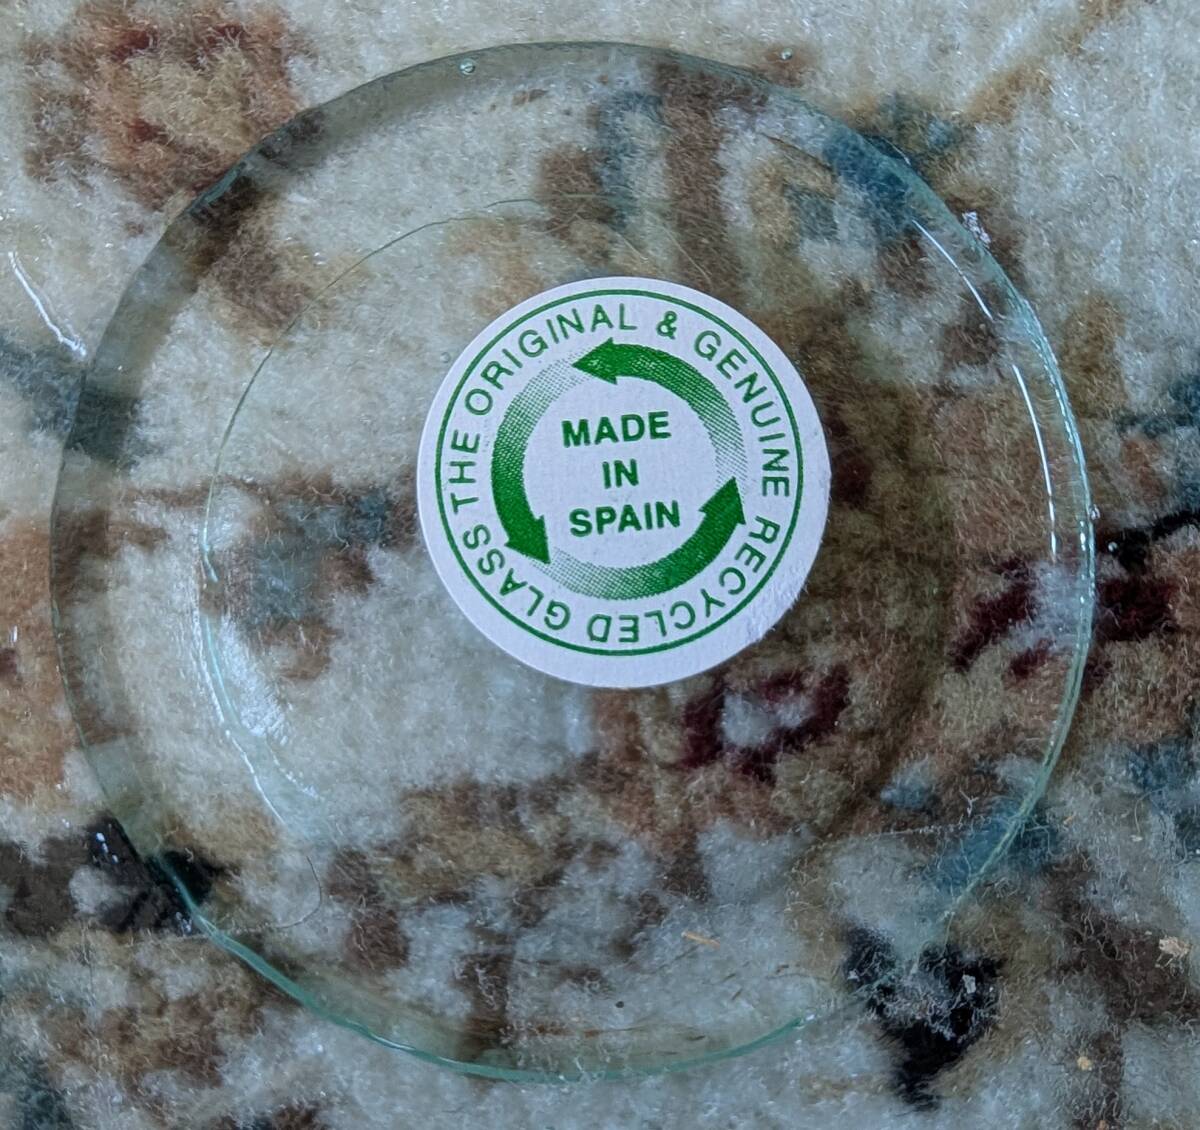 THE ORIGINAL & GENUINE RECYCLED GLASS
MADE
IN
SPAIN